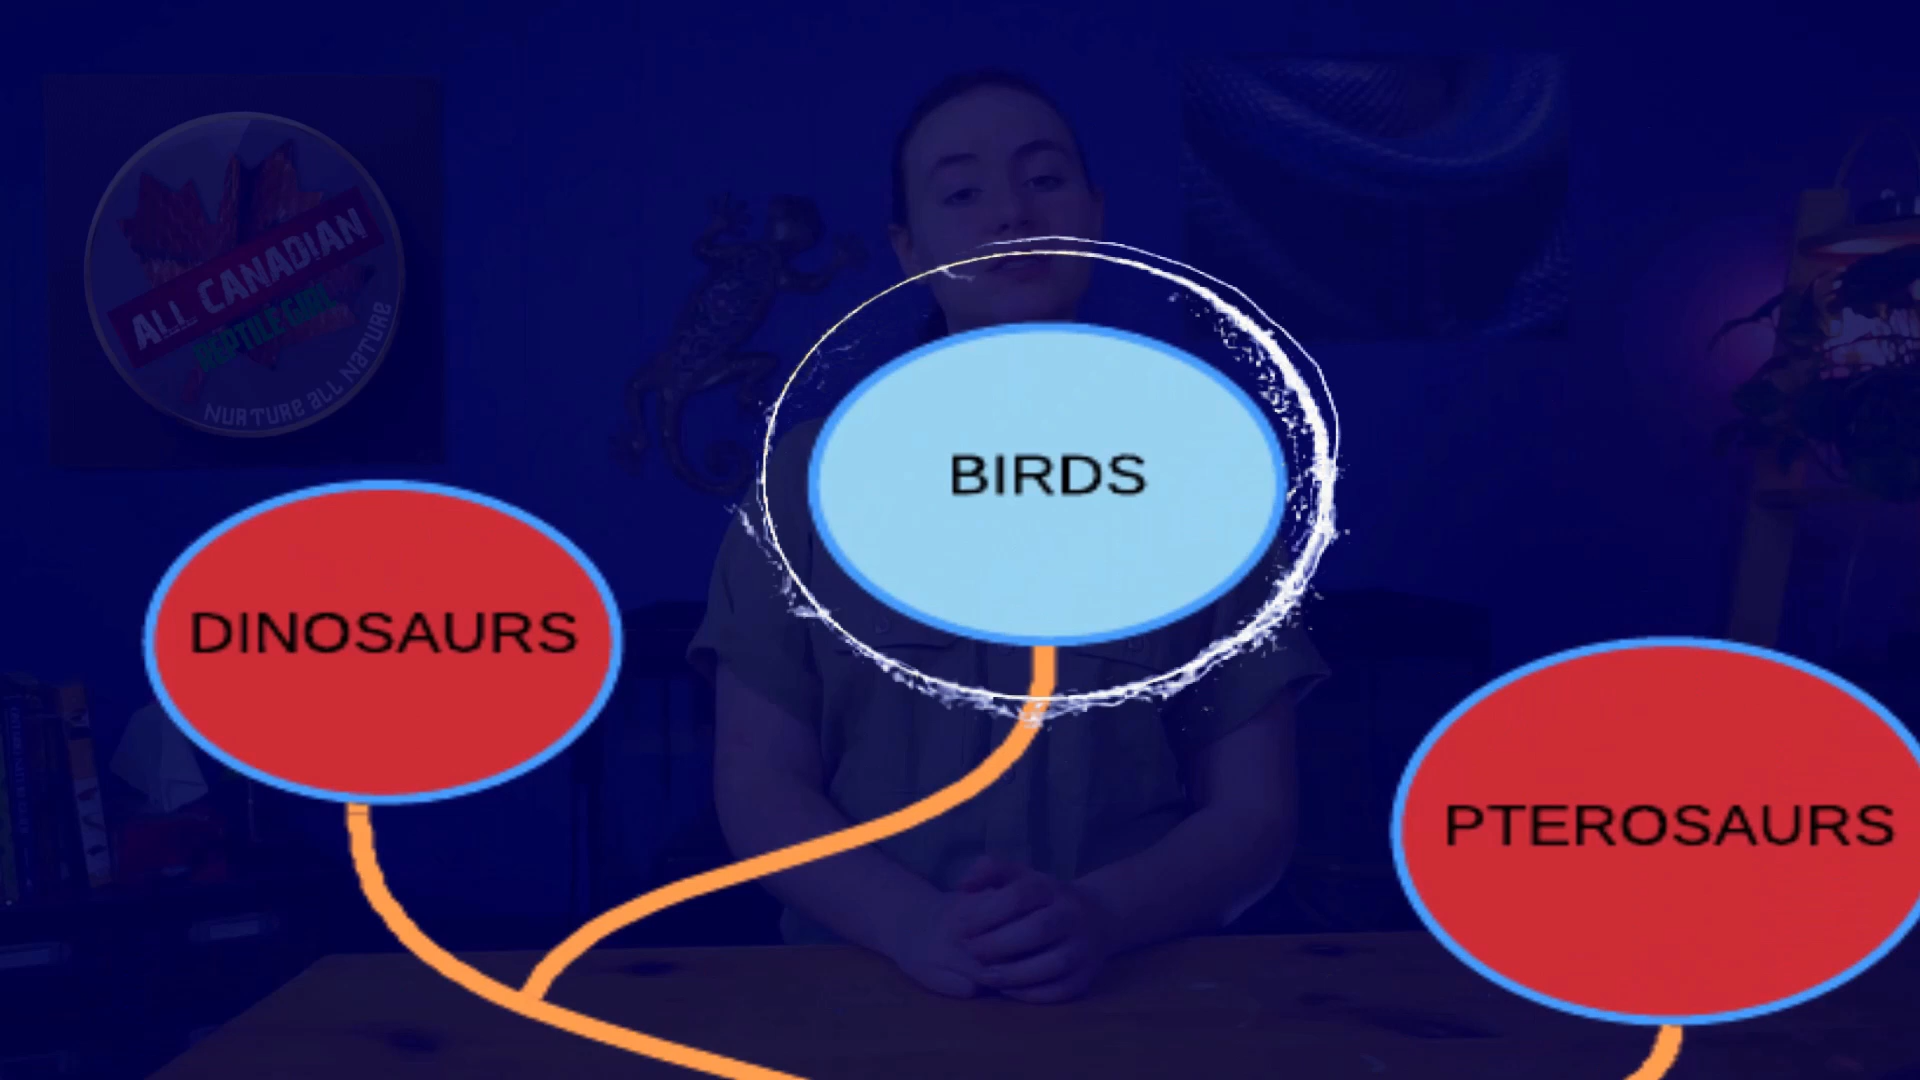 ALL CANADIAN
REPTILE GIRL
NURTURE ALL NATURE
BIRDS
DINOSAURS
PTEROSAURS